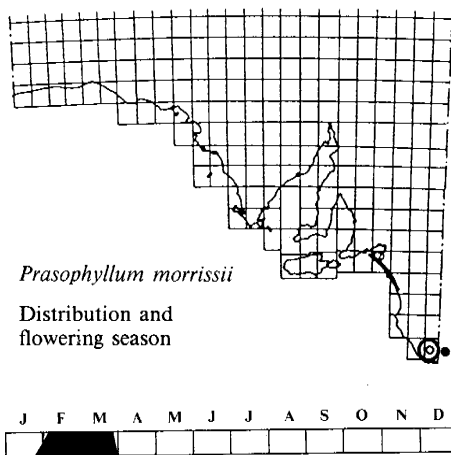 Prasophyllum morrissii
Distribution and
flowering season
J F M A M J J A S O N D